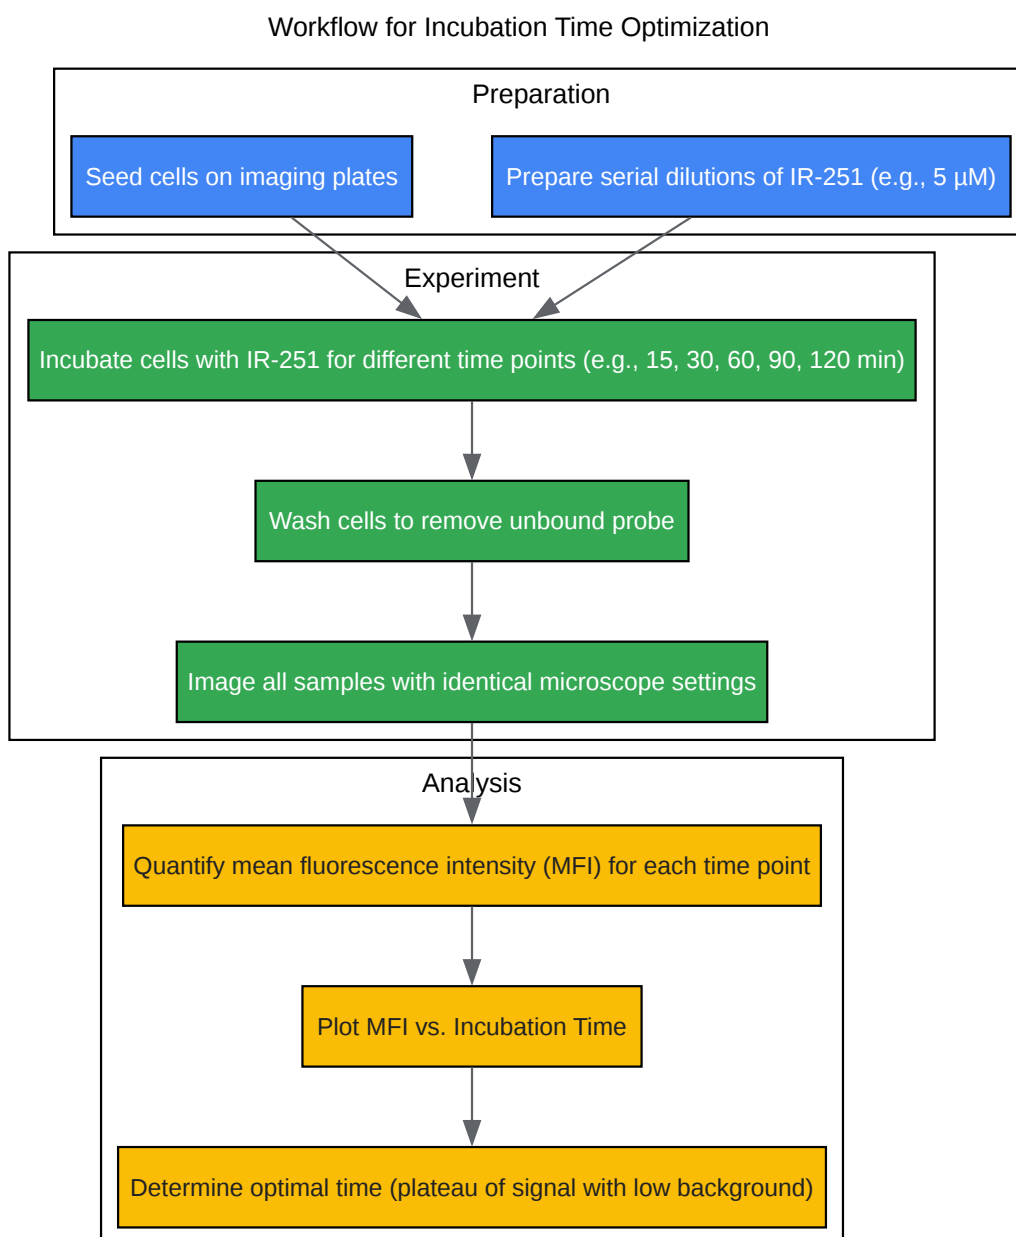 Workflow for Incubation Time Optimization
Preparation
Seed cells on imaging plates
Prepare serial dilutions of IR-251 (e.g., 5 µM)
Experiment
Incubate cells with IR-251 for different time points (e.g., 15, 30, 60, 90, 120 min)
Wash cells to remove unbound probe
Image all samples with identical microscope settings
Analysis
Quantify mean fluorescence intensity (MFI) for each time point
Plot MFI vs. Incubation Time
Determine optimal time (plateau of signal with low background)